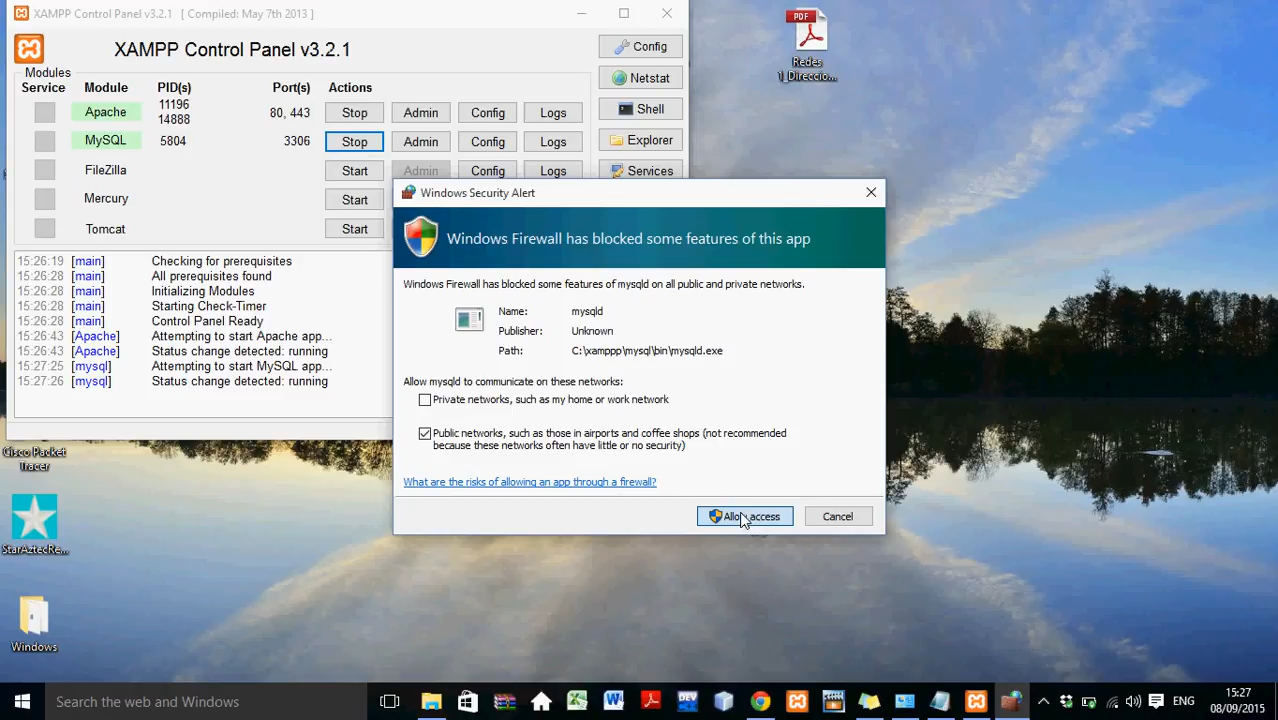 XAMPP Control Panel v3.2.1 [ Compiled: May 7th 2013 ]
XAMPP Control Panel v3.2.1
Config
Modules
Service Module PID(s) Port(s) Actions
Netstat
Apache 11196 14888 80, 443 Stop Admin Config Logs
Shell
MySQL 5804 3306 Stop Admin Config Logs
Explorer
FileZilla Start Admin Config Logs
Services
Mercury Start
Tomcat Start
15:26:19 [main] Checking for prerequisites
15:26:28 [main] All prerequisites found
15:26:28 [main] Initializing Modules
15:26:28 [main] Starting Check-Timer
15:26:28 [main] Control Panel Ready
15:26:43 [Apache] Attempting to start Apache app...
15:26:43 [Apache] Status change detected: running
15:27:25 [mysql] Attempting to start MySQL app...
15:27:26 [mysql] Status change detected: running
Windows Security Alert
Windows Firewall has blocked some features of this app
Windows Firewall has blocked some features of mysqld on all public and private networks.
Name: mysqld
Publisher: Unknown
Path: C:\xamppp\mysql\bin\mysqld.exe
Allow mysqld to communicate on these networks:
Private networks, such as my home or work network
Public networks, such as those in airports and coffee shops (not recommended
because these networks often have little or no security)
What are the risks of allowing an app through a firewall?
Allow access Cancel
PDF
Redes
1_Direccio...
Cisco Packet
Tracer
StarAztecRe...
Windows
Search the web and Windows
DEV
ENG
15:27
08/09/2015